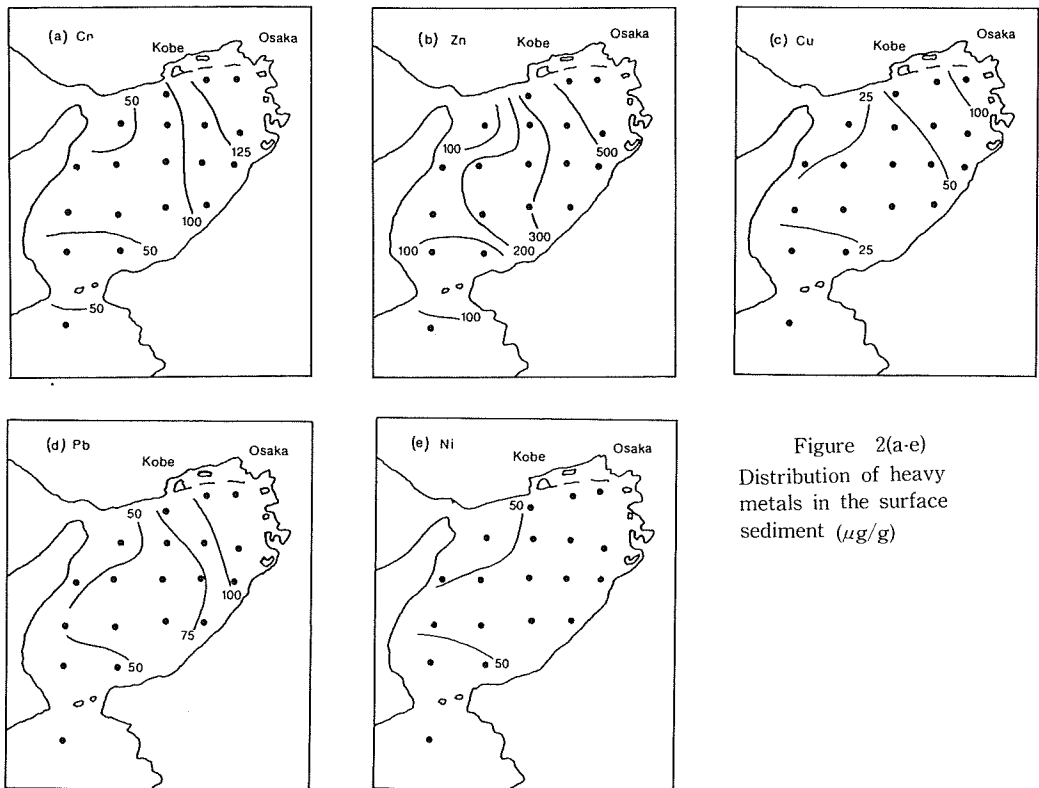 (a) Cr
Kobe
Osaka
50
125
100
50
50
(b) Zn
Kobe
Osaka
100
500
300
100
200
100
(c) Cu
Kobe
Osaka
25
100
50
25
(d) Pb
Kobe
Osaka
50
100
75
50
(e) Ni
Kobe
Osaka
50
50
Figure 2(a-e)
Distribution of heavy
metals in the surface
sediment (μg/g)